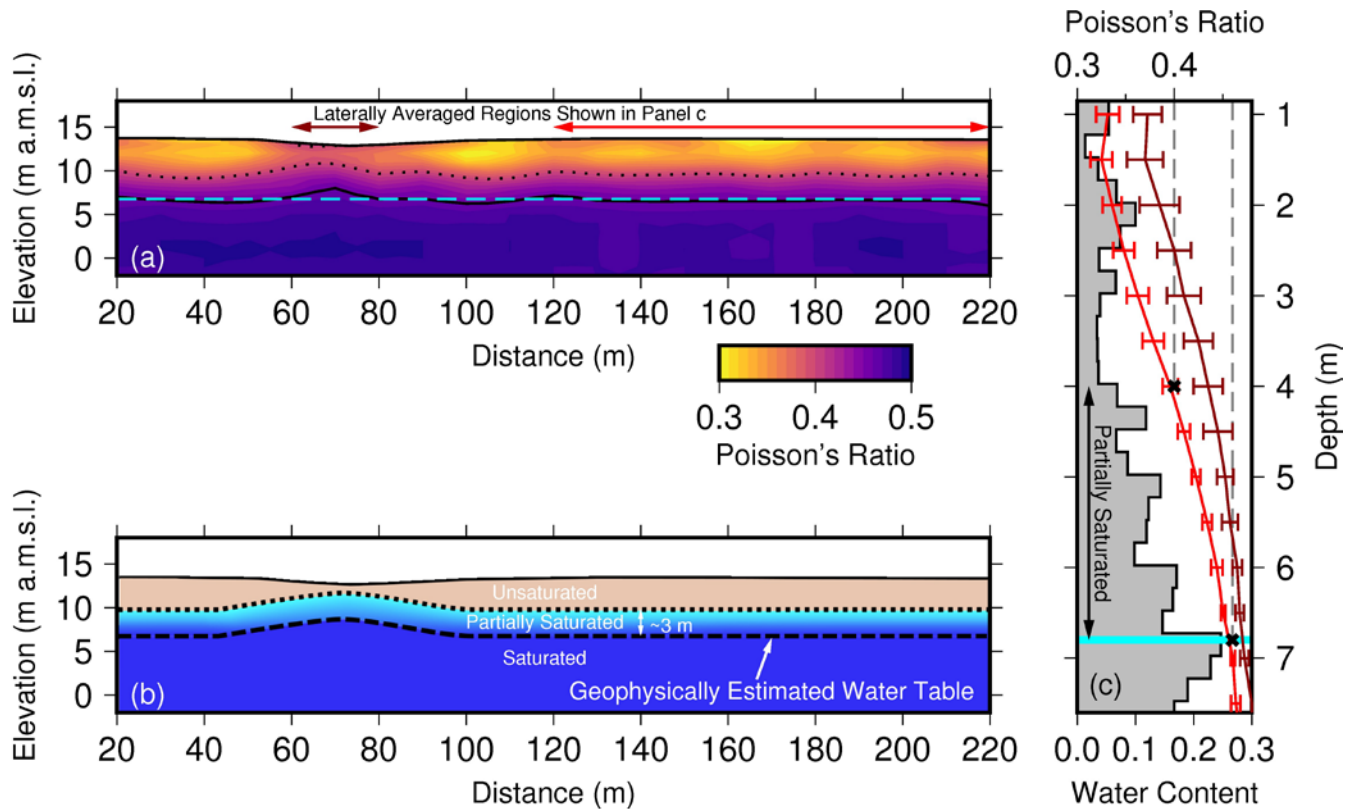 Laterally Averaged Regions Shown in Panel c
Elevation (m a.m.s.l.)
15
10
5
0
(a)
20 40 60 80 100 120 140 160 180 200 220
Distance (m)
0.3 0.4 0.5
Poisson's Ratio
Elevation (m a.m.s.l.)
15
10
5
0
Unsaturated
Partially Saturated
~3 m
Saturated
Geophysically Estimated Water Table
(b)
20 40 60 80 100 120 140 160 180 200 220
Distance (m)
Poisson's Ratio
0.3 0.4
1
2
3
4
5
6
7
Depth (m)
Partially Saturated
(c)
0.0 0.1 0.2 0.3
Water Content